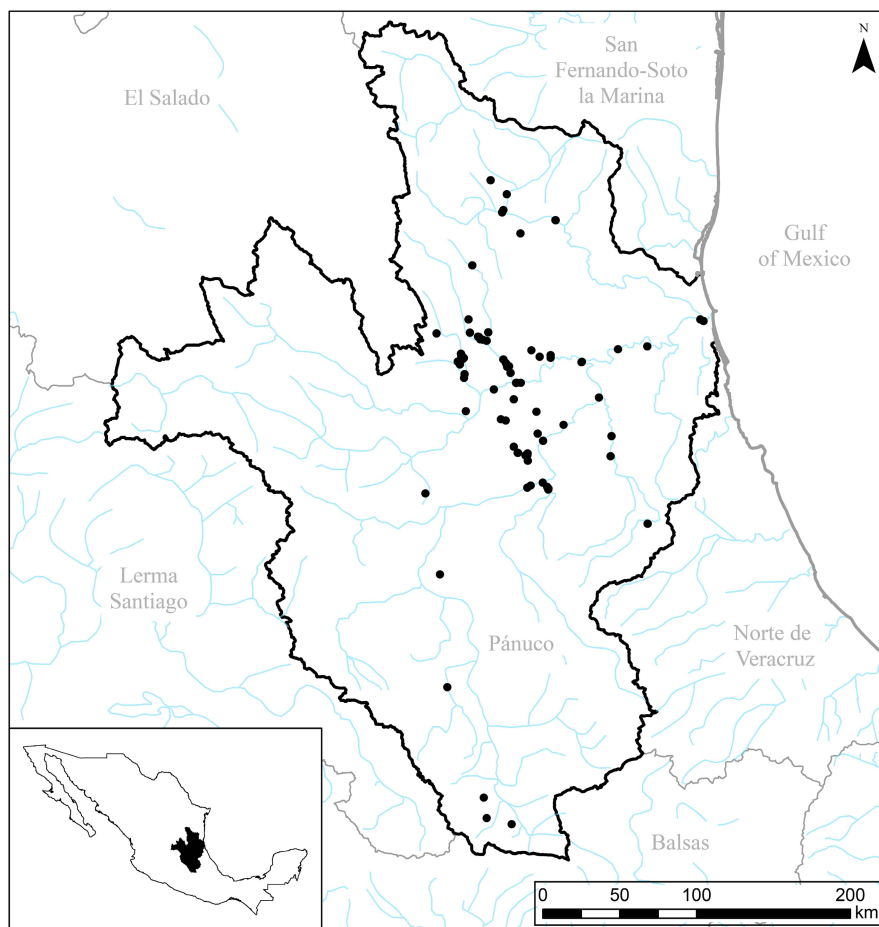 N
San
Fernando-Soto
la Marina
El Salado
Gulf
of Mexico
Lerma
Santiago
Pánuco
Norte de
Veracruz
Balsas
0 50 100 200
km